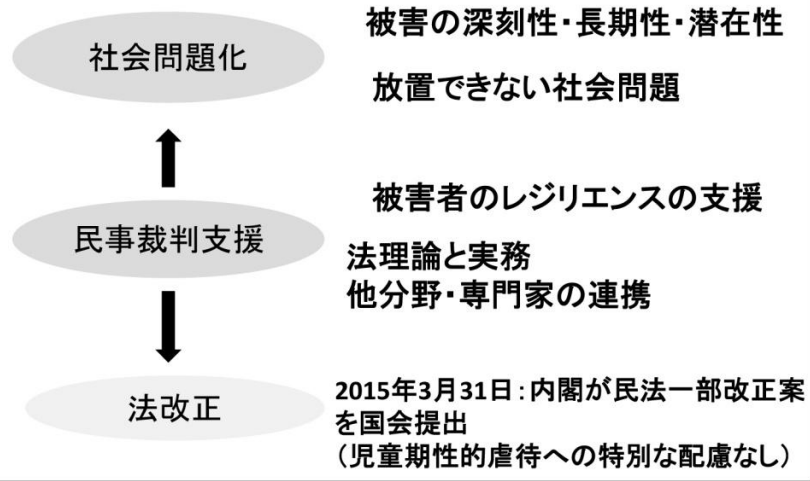 社会問題化
被害の深刻性・長期性・潜在性
放置できない社会問題
民事裁判支援
被害者のレジリエンスの支援
法理論と実務
他分野・専門家の連携
法改正
2015年3月31日：内閣が民法一部改正案
を国会提出
（児童期性的虐待への特別な配慮なし）